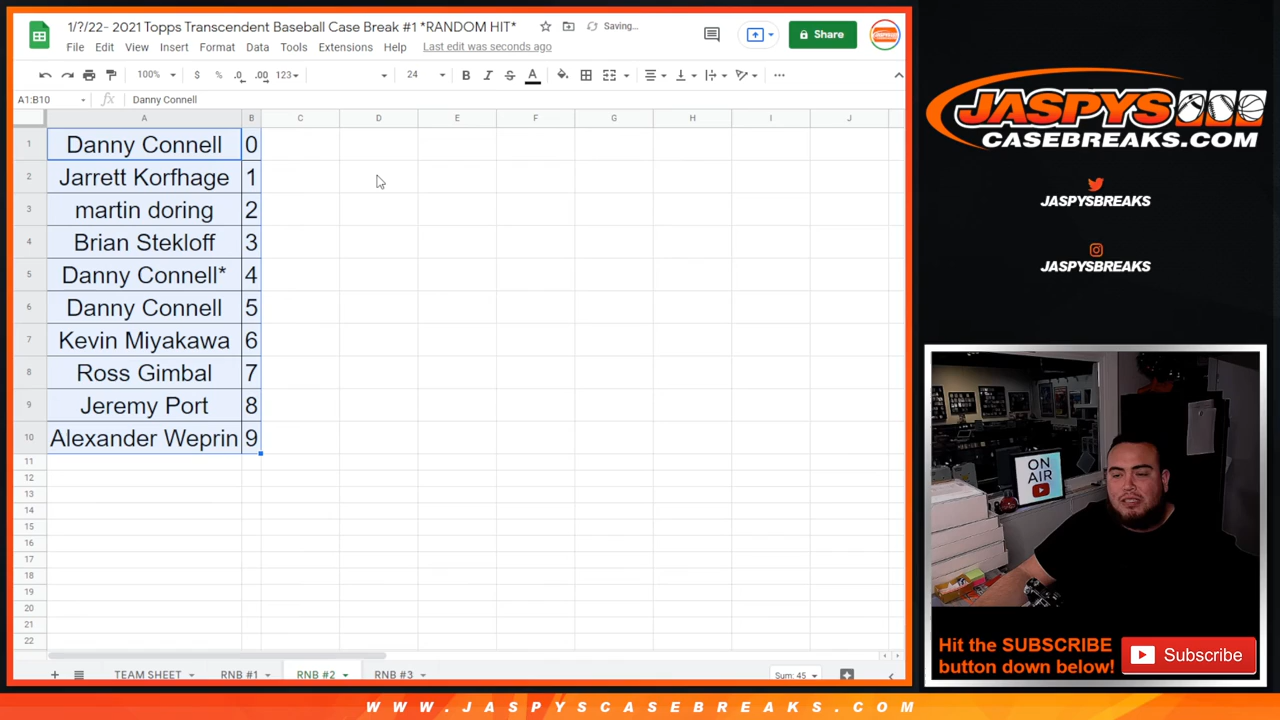 1/?/22- 2021 Topps Transcendent Baseball Case Break #1 *RANDOM HIT*
Saving...
Share
File Edit View Insert Format Data Tools Extensions Help Last edit was seconds ago
100% $ % .0 .00 123 24 B I S A
A1:B10 fx Danny Connell
A B C D E F G H I J
1 Danny Connell 0
2 Jarrett Korfhage 1
3 martin doring 2
4 Brian Stekloff 3
5 Danny Connell* 4
6 Danny Connell 5
7 Kevin Miyakawa 6
8 Ross Gimbal 7
9 Jeremy Port 8
10 Alexander Weprin 9
11
12
13
14
15
16
17
18
19
20
21
22
TEAM SHEET RNB #1 RNB #2 RNB #3 Sum: 45
JASPYS
CASEBREAKS.COM
JASPYSBREAKS
JASPYSBREAKS
ON
AIR
Hit the SUBSCRIBE
button down below!
Subscribe
WWW.JASPYSCASEBREAKS.COM